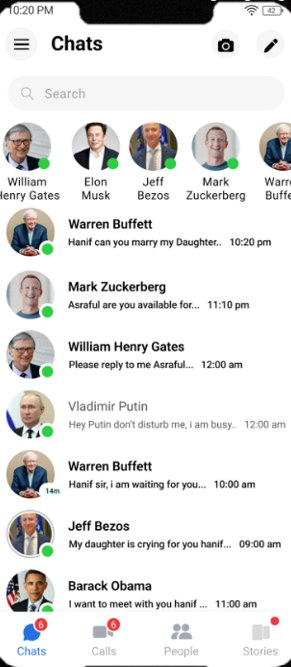 10:20 PM
42
Chats
Search
William
Henry Gates
Elon
Musk
Jeff
Bezos
Mark
Zuckerberg
Warr
Buffe
Warren Buffett
Hanif can you marry my Daughter.. 10:20 pm
Mark Zuckerberg
Asraful are you available for... 11:10 pm
William Henry Gates
Please reply to me Asraful... 12:00 am
Vladimir Putin
Hey Putin don't disturb me, i am busy.. 12:00 am
Warren Buffett
Hanif sir, i am waiting for you... 10:00 am
14m
Jeff Bezos
My daughter is crying for you hanif... 09:00 am
Barack Obama
I want to meet with you hanif ... 11:00 am
6
6
Chats
Calls
People
Stories